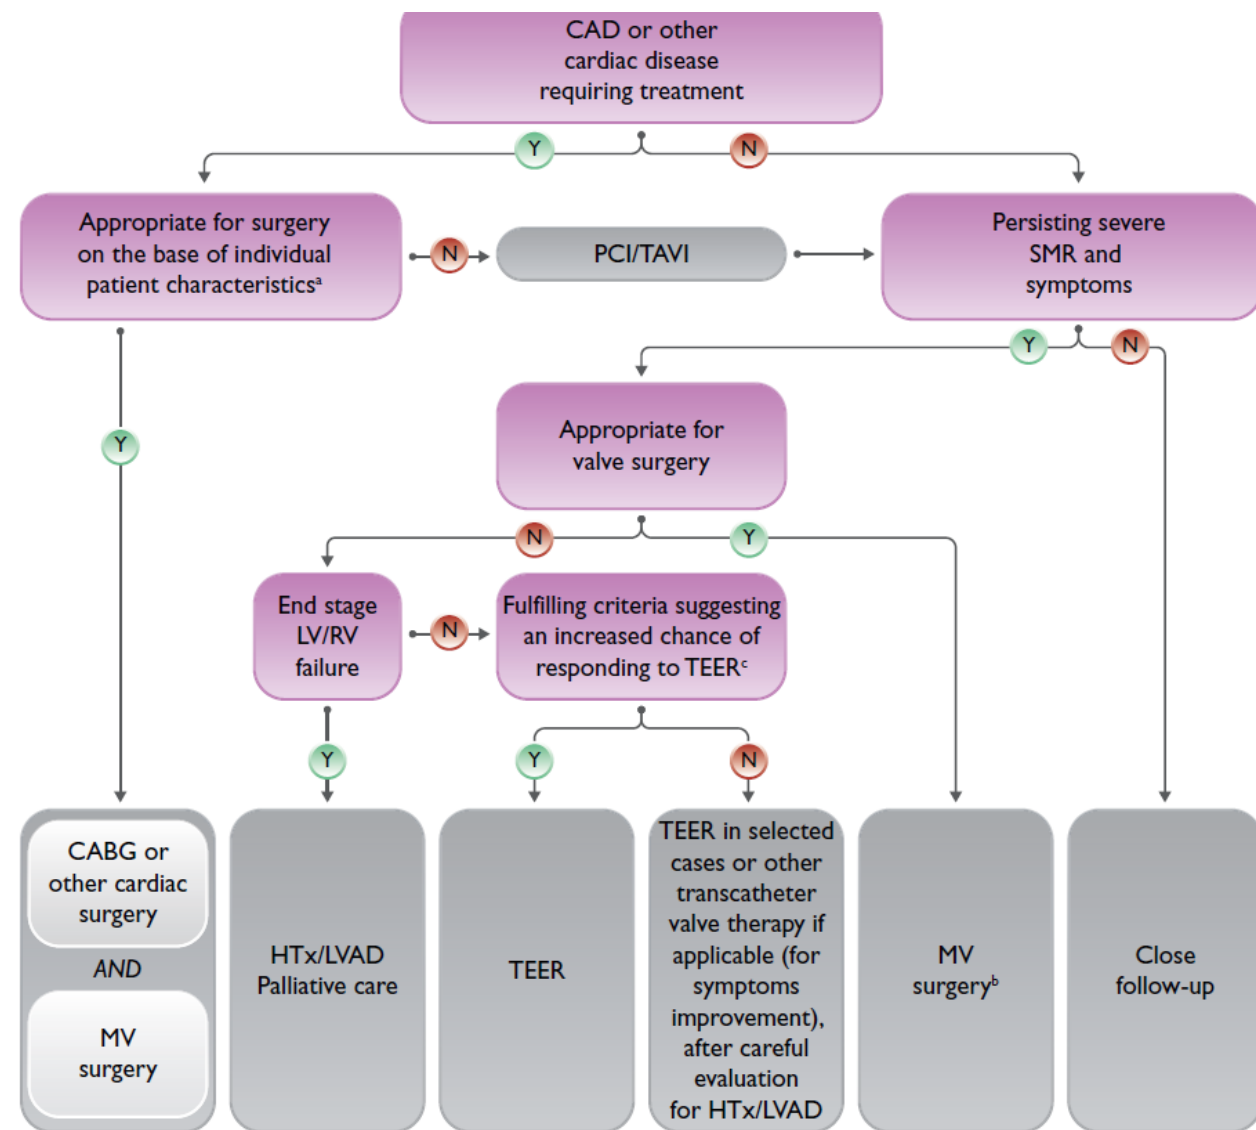 CAD or other
cardiac disease
requiring treatment
Y
N
Appropriate for surgery
on the base of individual
patient characteristicsᵃ
N
PCI/TAVI
Persisting severe
SMR and
symptoms
Y
N
Y
Appropriate for
valve surgery
N
Y
End stage
LV/RV
failure
N
Fulfilling criteria suggesting
an increased chance of
responding to TEERᶜ
Y
Y
N
CABG or
other cardiac
surgery
AND
MV
surgery
HTx/LVAD
Palliative care
TEER
TEER in selected
cases or other
transcatheter
valve therapy if
applicable (for
symptoms
improvement),
after careful
evaluation
for HTx/LVAD
MV
surgeryᵇ
Close
follow-up